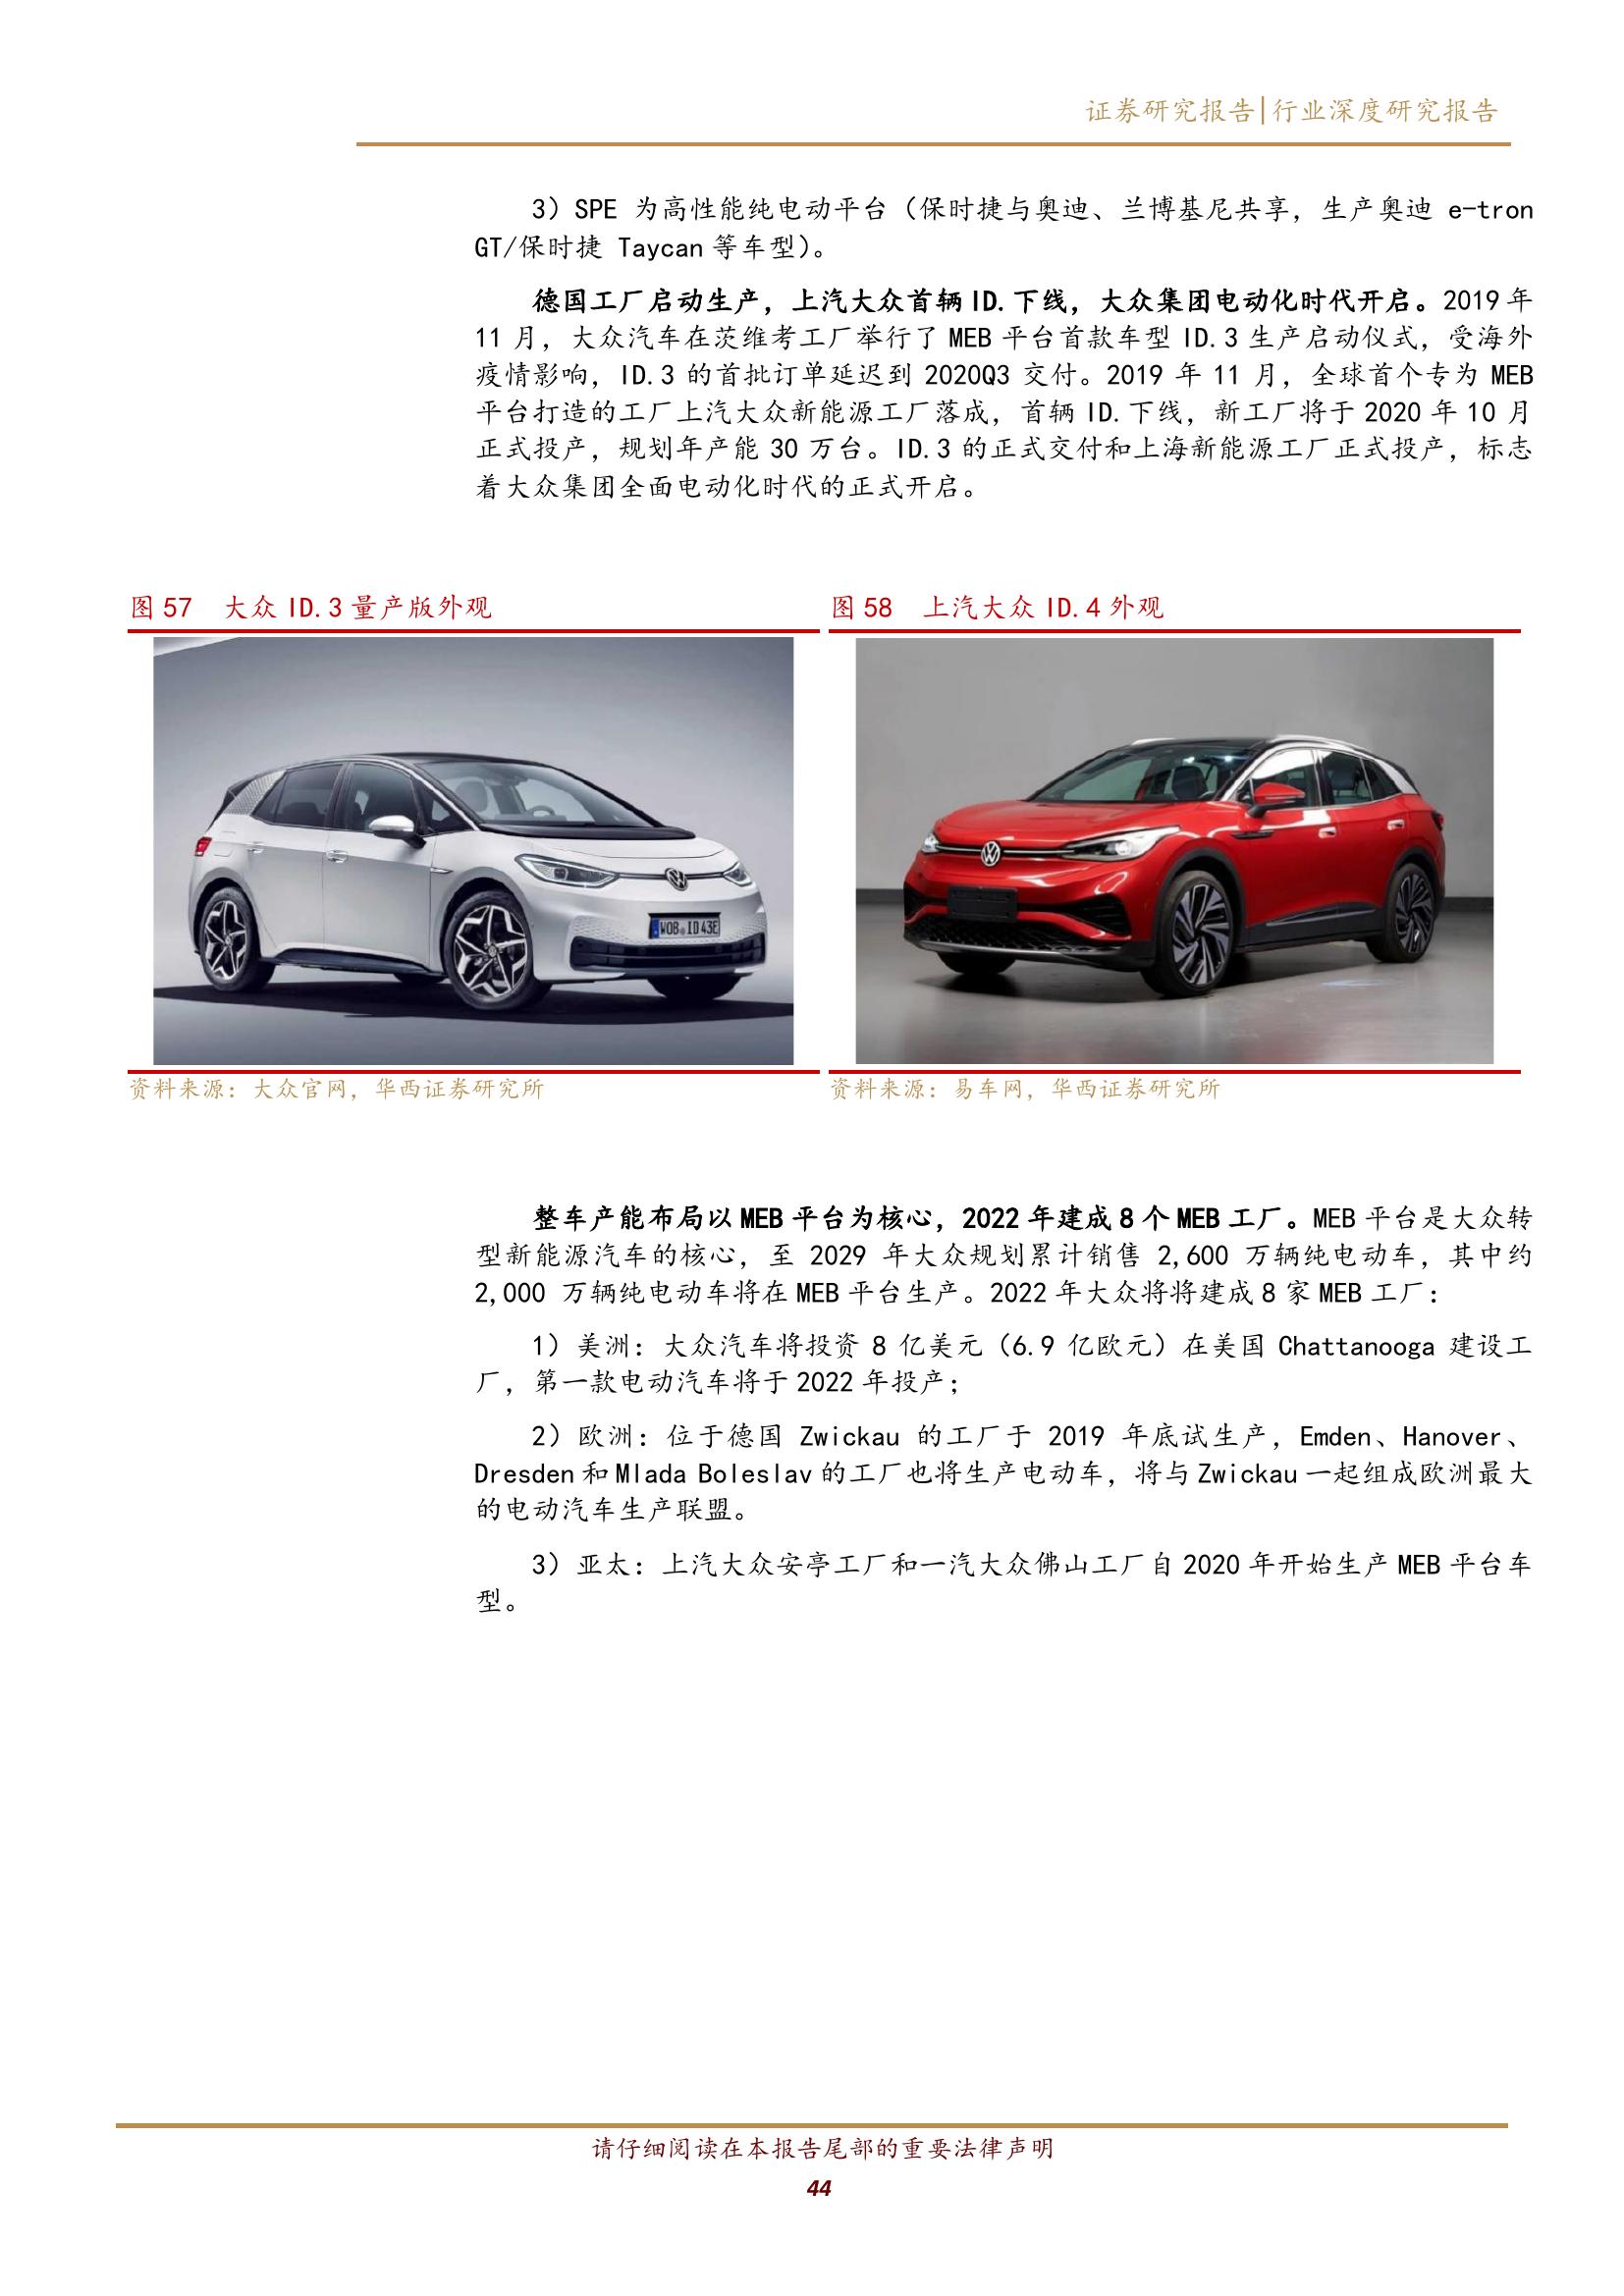 证券研究报告|行业深度研究报告
3）SPE 为高性能纯电动平台（保时捷与奥迪、兰博基尼共享，生产奥迪 e-tron
GT/保时捷 Taycan 等车型）。
德国工厂启动生产，上汽大众首辆 ID.下线，大众集团电动化时代开启。2019 年
11 月，大众汽车在茨维考工厂举行了 MEB 平台首款车型 ID.3 生产启动仪式，受海外
疫情影响，ID.3 的首批订单延迟到 2020Q3 交付。2019 年 11 月，全球首个专为 MEB
平台打造的工厂上汽大众新能源工厂落成，首辆 ID.下线，新工厂将于 2020 年 10 月
正式投产，规划年产能 30 万台。ID.3 的正式交付和上海新能源工厂正式投产，标志
着大众集团全面电动化时代的正式开启。
图 57 大众 ID.3 量产版外观
图 58 上汽大众 ID.4 外观
WOB ID 43E
资料来源：大众官网，华西证券研究所
资料来源：易车网，华西证券研究所
整车产能布局以 MEB 平台为核心，2022 年建成 8 个 MEB 工厂。MEB 平台是大众转
型新能源汽车的核心，至 2029 年大众规划累计销售 2,600 万辆纯电动车，其中约
2,000 万辆纯电动车将在 MEB 平台生产。2022 年大众将将建成 8 家 MEB 工厂：
1）美洲：大众汽车将投资 8 亿美元（6.9 亿欧元）在美国 Chattanooga 建设工
厂，第一款电动汽车将于 2022 年投产；
2）欧洲：位于德国 Zwickau 的工厂于 2019 年底试生产，Emden、Hanover、
Dresden 和 Mlada Boleslav 的工厂也将生产电动车，将与 Zwickau 一起组成欧洲最大
的电动汽车生产联盟。
3）亚太：上汽大众安亭工厂和一汽大众佛山工厂自 2020 年开始生产 MEB 平台车
型。
请仔细阅读在本报告尾部的重要法律声明
44